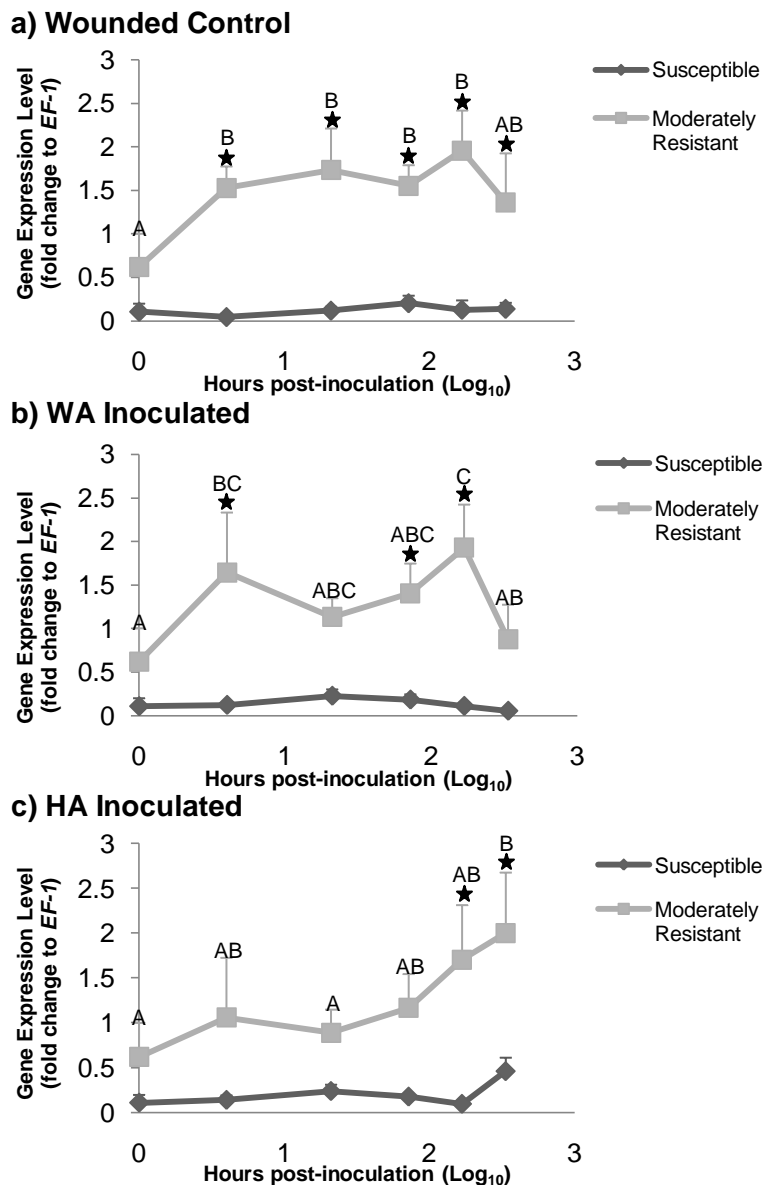 a) Wounded Control
Gene Expression Level
(fold change to EF-1)
3
2.5
2
1.5
1
0.5
0
A
B
B
B
B
AB
0 1 2 3
Hours post-inoculation (Log10)
Susceptible
Moderately
Resistant
b) WA Inoculated
Gene Expression Level
(fold change to EF-1)
3
2.5
2
1.5
1
0.5
0
A
BC
ABC
ABC
C
AB
0 1 2 3
Hours post-inoculation (Log10)
Susceptible
Moderately
Resistant
c) HA Inoculated
Gene Expression Level
(fold change to EF-1)
3
2.5
2
1.5
1
0.5
0
A
AB
A
AB
AB
B
0 1 2 3
Hours post-inoculation (Log10)
Susceptible
Moderately
Resistant